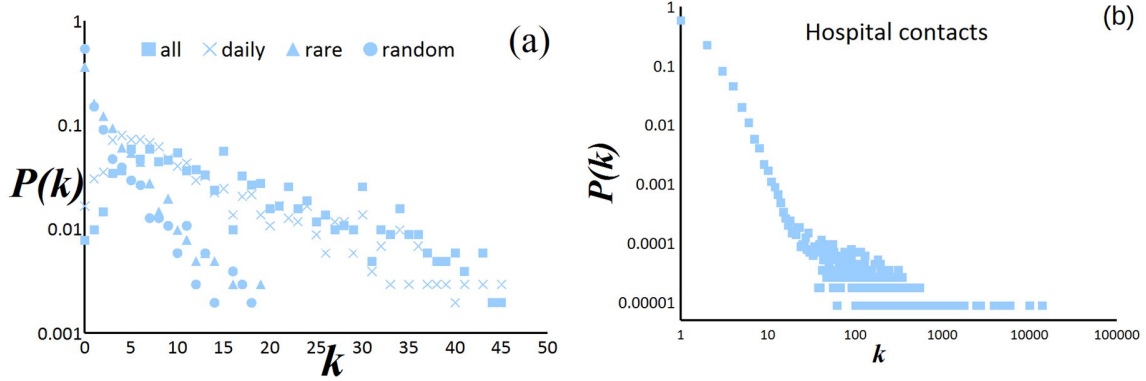 1
(a)
all daily rare random
0.1
P(k)
0.01
0.001
0 5 10 15 20 25 30 35 40 45 50
k
(b)
1
Hospital contacts
0.1
0.01
P(k)
0.001
0.0001
0.00001
1 10 100 1000 10000 100000
k